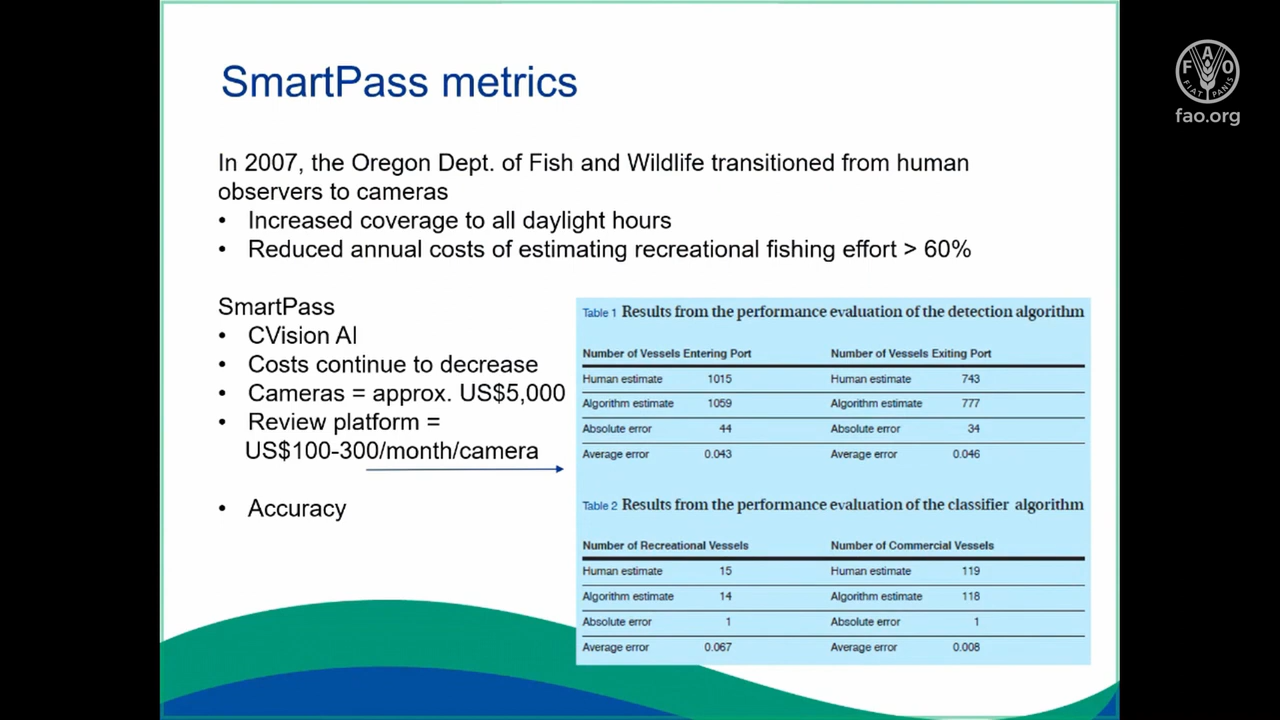 SmartPass metrics
F A O
FIAT PANIS
fao.org
In 2007, the Oregon Dept. of Fish and Wildlife transitioned from human
observers to cameras
• Increased coverage to all daylight hours
• Reduced annual costs of estimating recreational fishing effort > 60%
SmartPass
• CVision AI
• Costs continue to decrease
• Cameras = approx. US$5,000
• Review platform =
US$100-300/month/camera
• Accuracy
Table 1 Results from the performance evaluation of the detection algorithm
Number of Vessels Entering Port Number of Vessels Exiting Port
Human estimate 1015 Human estimate 743
Algorithm estimate 1059 Algorithm estimate 777
Absolute error 44 Absolute error 34
Average error 0.043 Average error 0.046
Table 2 Results from the performance evaluation of the classifier algorithm
Number of Recreational Vessels Number of Commercial Vessels
Human estimate 15 Human estimate 119
Algorithm estimate 14 Algorithm estimate 118
Absolute error 1 Absolute error 1
Average error 0.067 Average error 0.008